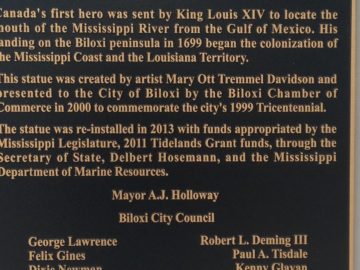 Canada's first hero was sent by King Louis XIV to locate the
mouth of the Mississippi River from the Gulf of Mexico. His
landing on the Biloxi peninsula in 1699 began the colonization of
the Mississippi Coast and the Louisiana Territory.
This statue was created by artist Mary Ott Tremmel Davidson and
presented to the City of Biloxi by the Biloxi Chamber of
Commerce in 2000 to commemorate the city's 1999 Tricentennial.
The statue was re-installed in 2013 with funds appropriated by the
Mississippi Legislature, 2011 Tidelands Grant funds, through the
Secretary of State, Delbert Hosemann, and the Mississippi
Department of Marine Resources.
Mayor A.J. Holloway
Biloxi City Council
George Lawrence
Robert L. Deming III
Felix Gines
Paul A. Tisdale
Dixie Newman
Kenny Glavan